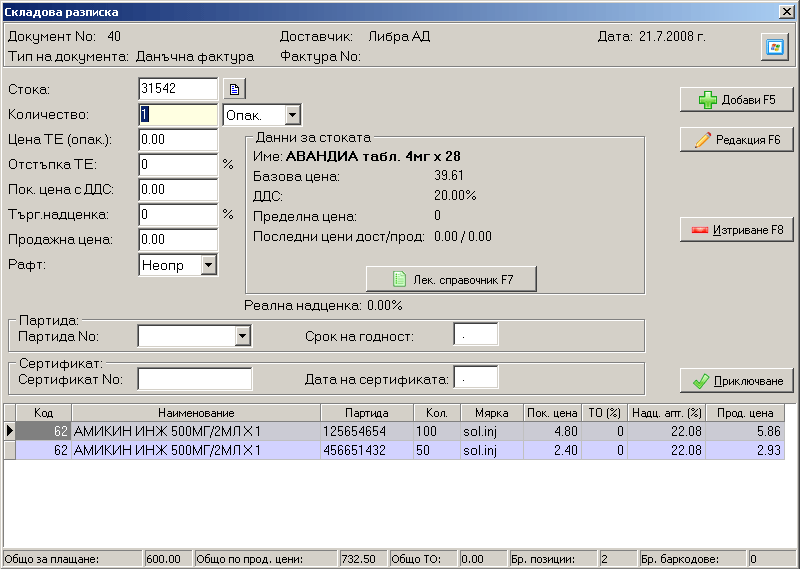 Складова разписка
Документ No: 40 Доставчик: Либра АД Дата: 21.7.2008 г.
Тип на документа: Данъчна фактура Фактура No:
Стока: 31542
Количество: 1 Опак.
Добави F5
Цена ТЕ (опак.): 0.00
Данни за стоката
Редакция F6
Име: АВАНДИА табл. 4мг x 28
Отстъпка ТЕ: 0 %
Базова цена: 39.61
Пок. цена с ДДС: 0.00
ДДС: 20.00%
Търг.надценка: 0 %
Пределна цена: 0
Изтриване F8
Продажна цена: 0.00
Последни цени дост/прод: 0.00 / 0.00
Рафт: Неопр
Лек. справочник F7
Реална надценка: 0.00%
Партида:
Партида No: Срок на годност: .
Сертификат:
Сертификат No: Дата на сертификата: .
Приключване
Код Наименование Партида Кол. Мярка Пок. цена ТО (%) Надц. апт. (%) Прод. цена
62 АМИКИН ИНЖ 500МГ/2МЛ X 1 125654654 100 sol.inj 4.80 0 22.08 5.86
62 АМИКИН ИНЖ 500МГ/2МЛ X 1 456651432 50 sol.inj 2.40 0 22.08 2.93
Общо за плащане: 600.00 Общо по прод. цени: 732.50 Общо ТО: 0.00 Бр. позиции: 2 Бр. баркодове: 0